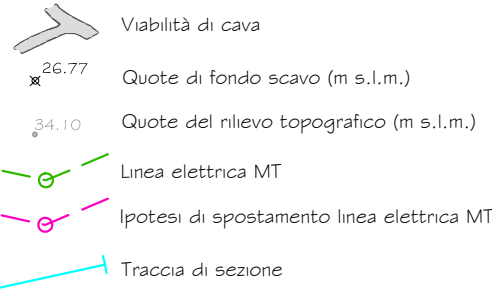 Viabilità di cava
26.77
Quote di fondo scavo (m s.l.m.)
34.10
Quote del rilievo topografico (m s.l.m.)
Linea elettrica MT
Ipotesi di spostamento linea elettrica MT
Traccia di sezione